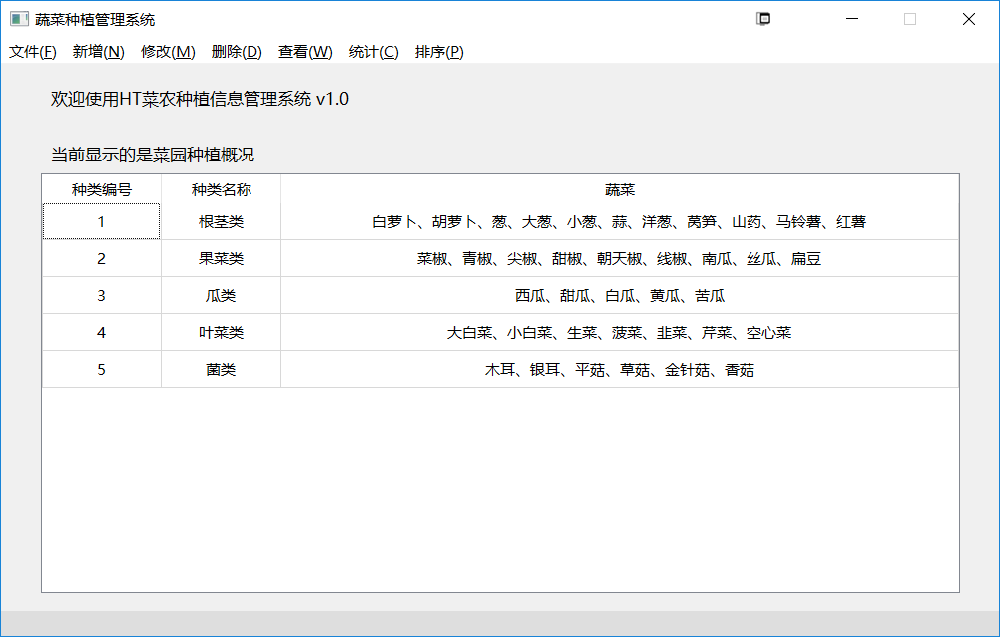 蔬菜种植管理系统
文件(F) 新增(N) 修改(M) 删除(D) 查看(W) 统计(C) 排序(P)
欢迎使用HT菜农种植信息管理系统 v1.0
当前显示的是菜园种植概况
种类编号 种类名称 蔬菜
1 根茎类 白萝卜、胡萝卜、葱、大葱、小葱、蒜、洋葱、莴笋、山药、马铃薯、红薯
2 果菜类 菜椒、青椒、尖椒、甜椒、朝天椒、线椒、南瓜、丝瓜、扁豆
3 瓜类 西瓜、甜瓜、白瓜、黄瓜、苦瓜
4 叶菜类 大白菜、小白菜、生菜、菠菜、韭菜、芹菜、空心菜
5 菌类 木耳、银耳、平菇、草菇、金针菇、香菇